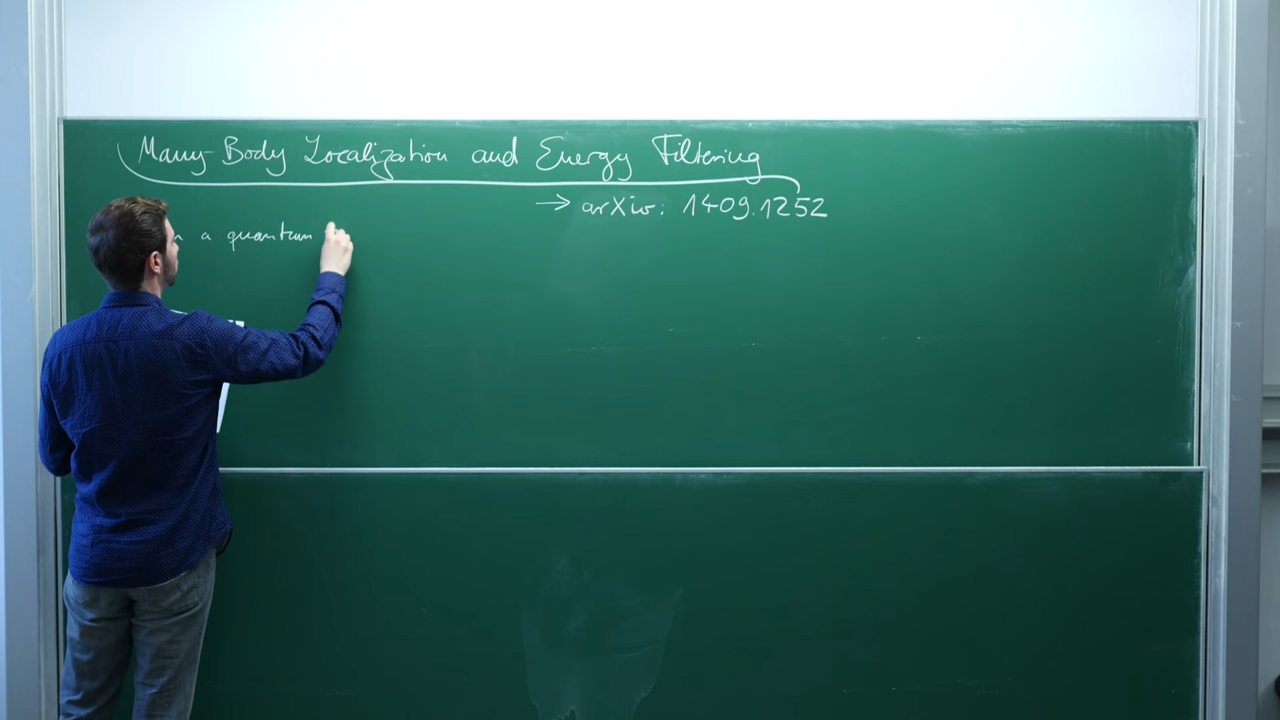 Many-Body Localization and Energy Filtering
→ arXiv: 1409.1252
a quantum